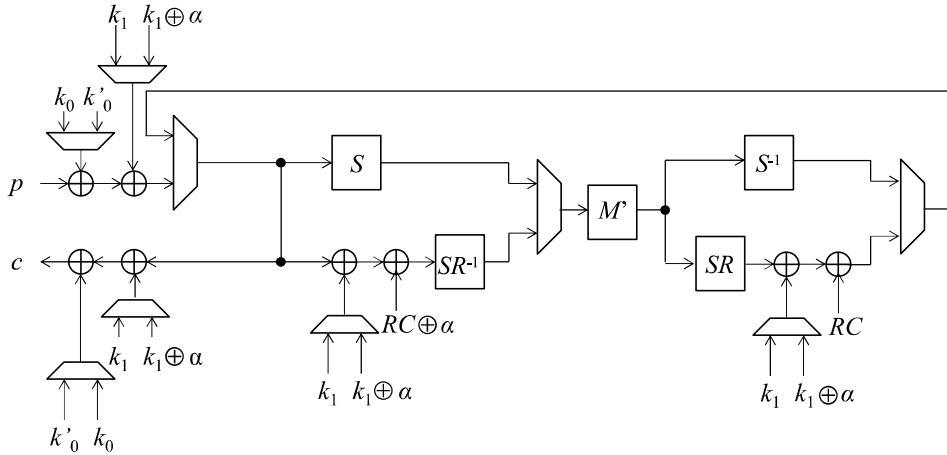 k₁ k₁⊕α
k₀ k'₀
p
S
S⁻¹
M'
c
SR⁻¹
SR
RC⊕α
RC
k₁ k₁⊕α
k₁ k₁⊕α
k₁ k₁⊕α
k'₀ k₀